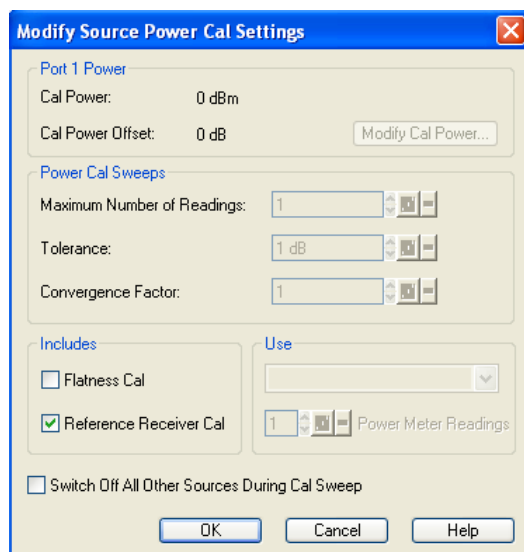 Modify Source Power Cal Settings
Port 1 Power
Cal Power: 0 dBm
Cal Power Offset: 0 dB Modify Cal Power...
Power Cal Sweeps
Maximum Number of Readings: 1
Tolerance: 1 dB
Convergence Factor: 1
Includes
Flatness Cal
Reference Receiver Cal
Use
1 Power Meter Readings
Switch Off All Other Sources During Cal Sweep
OK Cancel Help